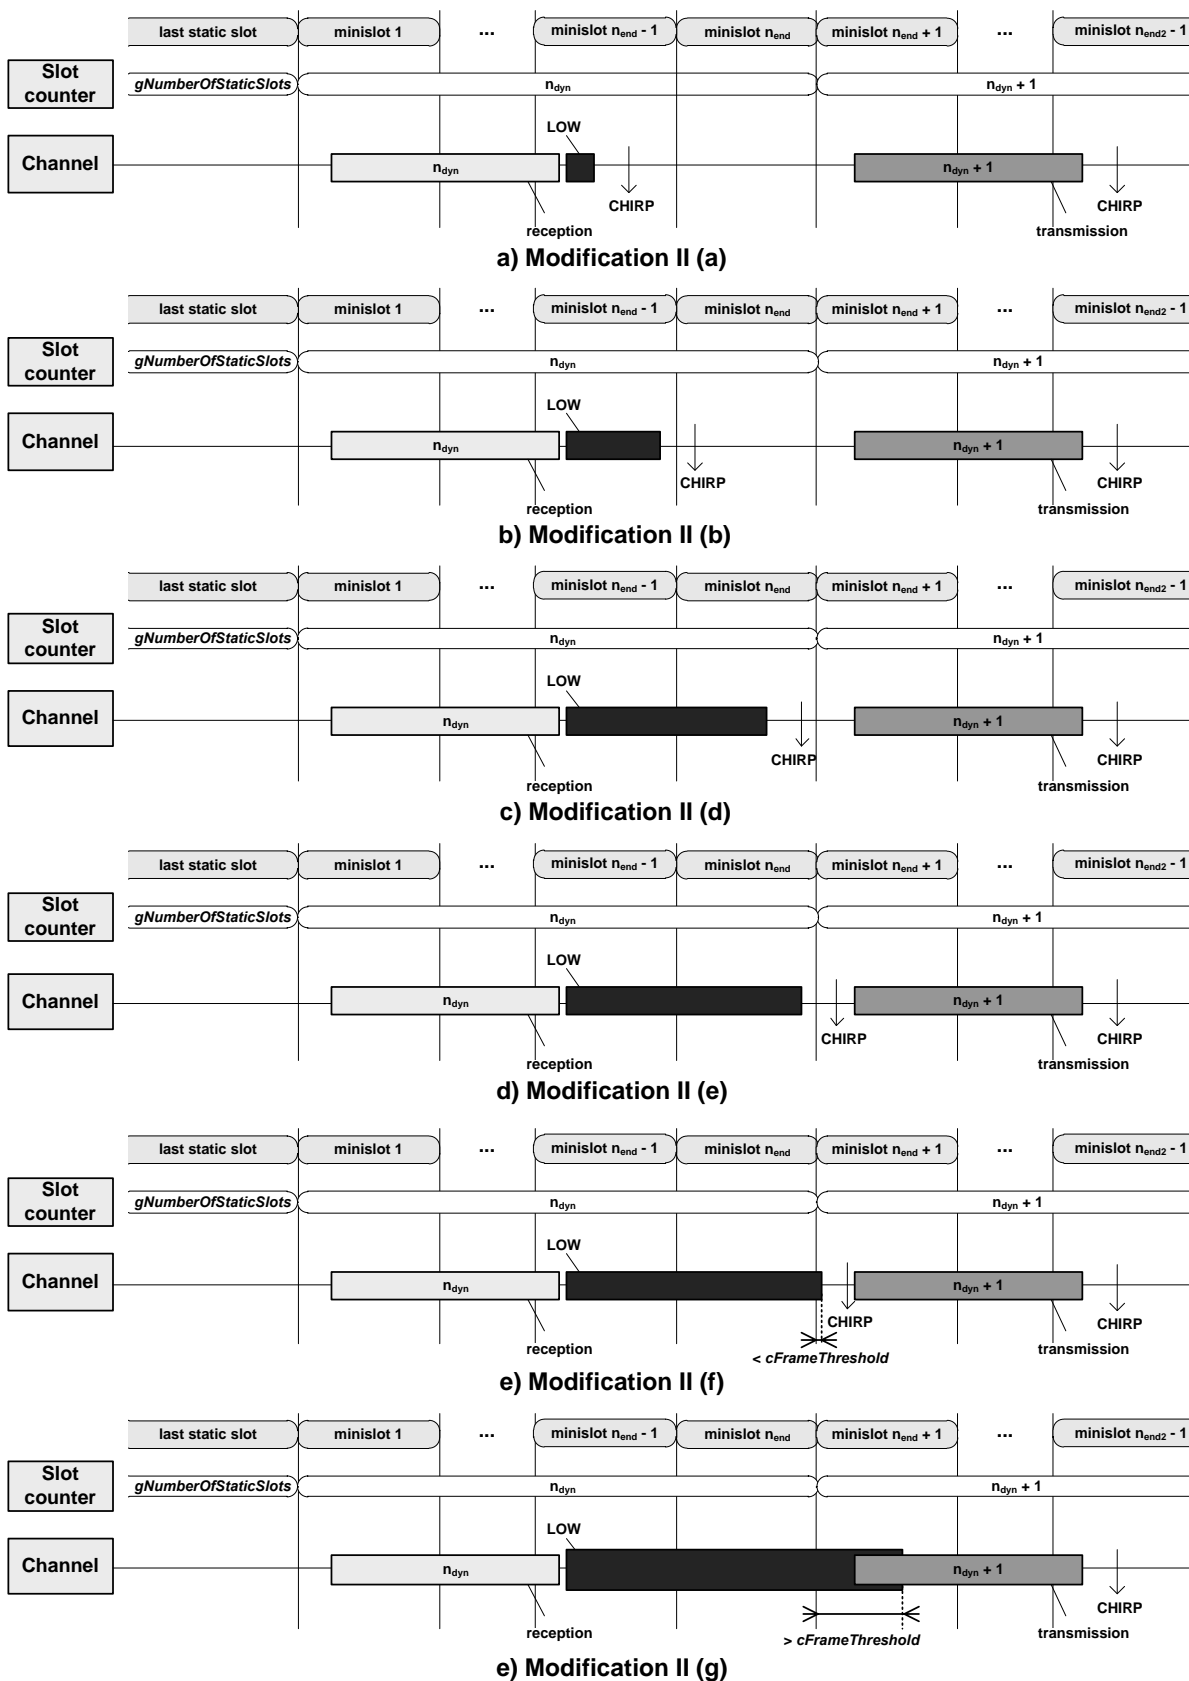 last static slot minislot 1 ... minislot nend - 1 minislot nend minislot nend + 1 ... minislot nend2 - 1
Slot
counter
gNumberOfStaticSlots ndyn ndyn + 1
LOW
Channel ndyn ndyn + 1
CHIRP CHIRP
reception transmission
a) Modification II (a)
last static slot minislot 1 ... minislot nend - 1 minislot nend minislot nend + 1 ... minislot nend2 - 1
Slot
counter
gNumberOfStaticSlots ndyn ndyn + 1
LOW
Channel ndyn ndyn + 1
CHIRP CHIRP
reception transmission
b) Modification II (b)
last static slot minislot 1 ... minislot nend - 1 minislot nend minislot nend + 1 ... minislot nend2 - 1
Slot
counter
gNumberOfStaticSlots ndyn ndyn + 1
LOW
Channel ndyn ndyn + 1
CHIRP CHIRP
reception transmission
c) Modification II (d)
last static slot minislot 1 ... minislot nend - 1 minislot nend minislot nend + 1 ... minislot nend2 - 1
Slot
counter
gNumberOfStaticSlots ndyn ndyn + 1
LOW
Channel ndyn ndyn + 1
CHIRP CHIRP
reception transmission
d) Modification II (e)
last static slot minislot 1 ... minislot nend - 1 minislot nend minislot nend + 1 ... minislot nend2 - 1
Slot
counter
gNumberOfStaticSlots ndyn ndyn + 1
LOW
Channel ndyn ndyn + 1
CHIRP CHIRP
reception < cFrameThreshold transmission
e) Modification II (f)
last static slot minislot 1 ... minislot nend - 1 minislot nend minislot nend + 1 ... minislot nend2 - 1
Slot
counter
gNumberOfStaticSlots ndyn ndyn + 1
LOW
Channel ndyn ndyn + 1
CHIRP
reception > cFrameThreshold transmission
e) Modification II (g)